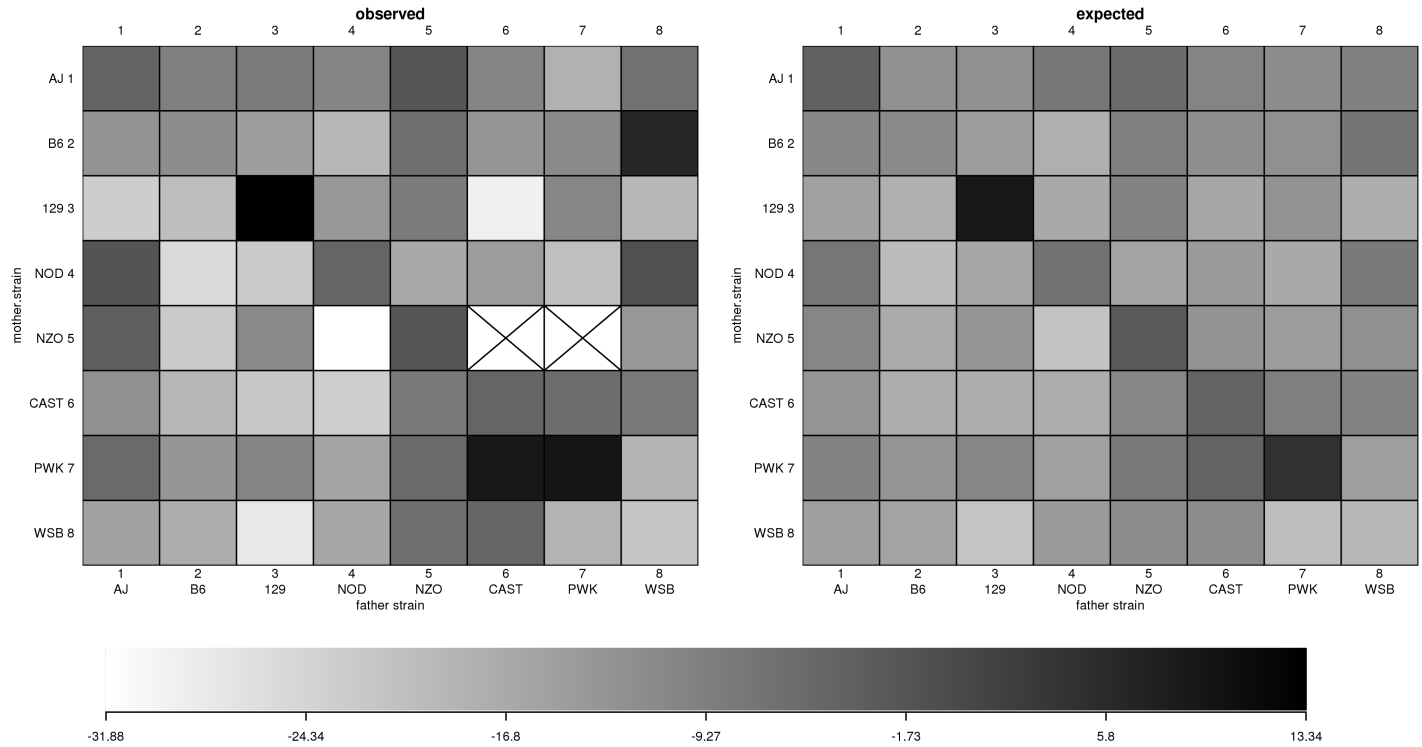 observed
expected
1 2 3 4 5 6 7 8
1 2 3 4 5 6 7 8
AJ 1
B6 2
129 3
NOD 4
NZO 5
CAST 6
PWK 7
WSB 8
mother.strain
1 2 3 4 5 6 7 8
AJ B6 129 NOD NZO CAST PWK WSB
father strain
AJ 1
B6 2
129 3
NOD 4
NZO 5
CAST 6
PWK 7
WSB 8
mother.strain
1 2 3 4 5 6 7 8
AJ B6 129 NOD NZO CAST PWK WSB
father strain
-31.88 -24.34 -16.8 -9.27 -1.73 5.8 13.34